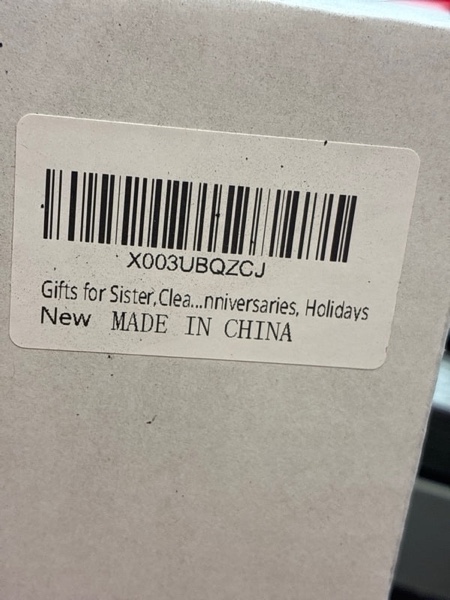 X003UBQZCJ
Gifts for Sister,Clea...nniversaries, Holidays
New MADE IN CHINA